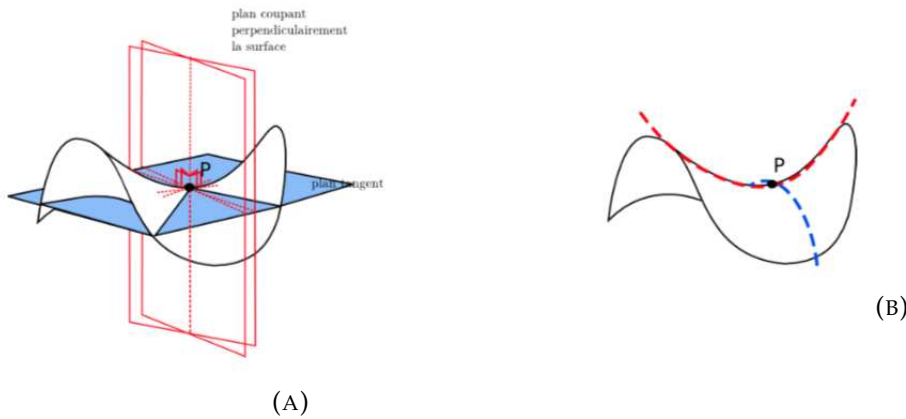 plan coupant
perpendiculairement
la surface
P
plan tangent
P
(A)
(B)